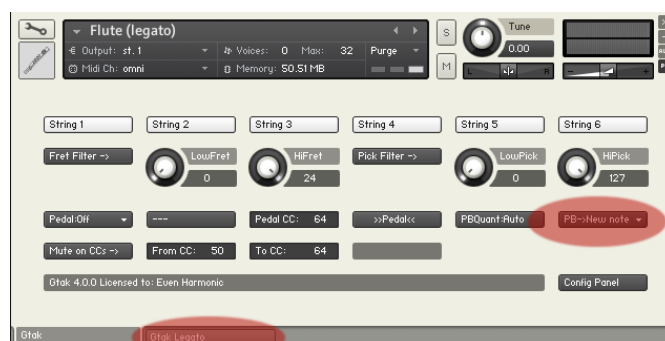 Flute (legato)
S
Tune
Output: st.1
Voices: 0 Max: 32
Purge
0.00
Midi Ch: omni
Memory: 50.51 MB
M
L
R
-
+
String 1
String 2
String 3
String 4
String 5
String 6
Fret Filter ->
LowFret
0
HiFret
24
Pick Filter ->
LowPick
0
HiPick
127
Pedal:Off
---
Pedal CC: 64
>>Pedal<<
PBQuant:Auto
PB->New note
Mute on CCs ->
From CC: 50
To CC: 64
Gtak 4.0.0 Licensed to: Even Harmonic
Config Panel
Gtak
Gtak Legato